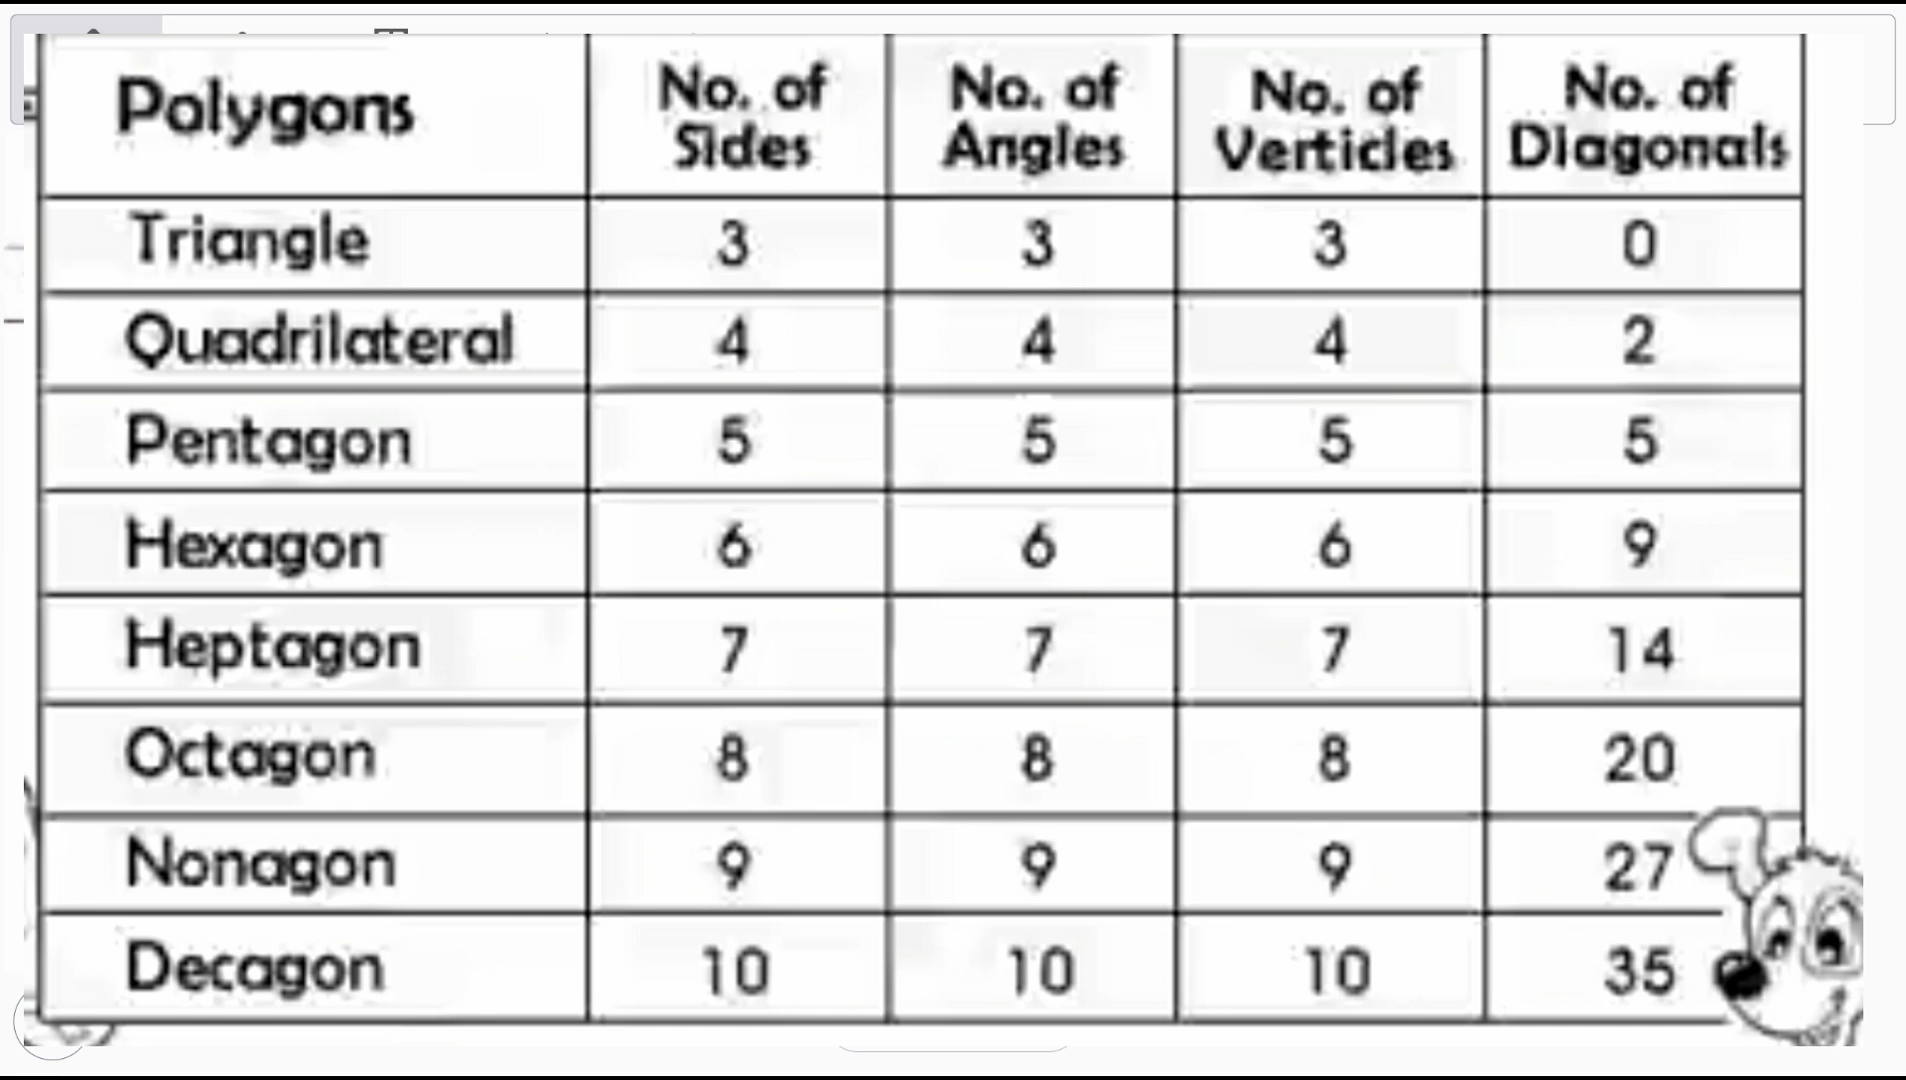 Polygons No. of Sides No. of Angles No. of Verticles No. of Diagonals
Triangle 3 3 3 0
Quadrilateral 4 4 4 2
Pentagon 5 5 5 5
Hexagon 6 6 6 9
Heptagon 7 7 7 14
Octagon 8 8 8 20
Nonagon 9 9 9 27
Decagon 10 10 10 35